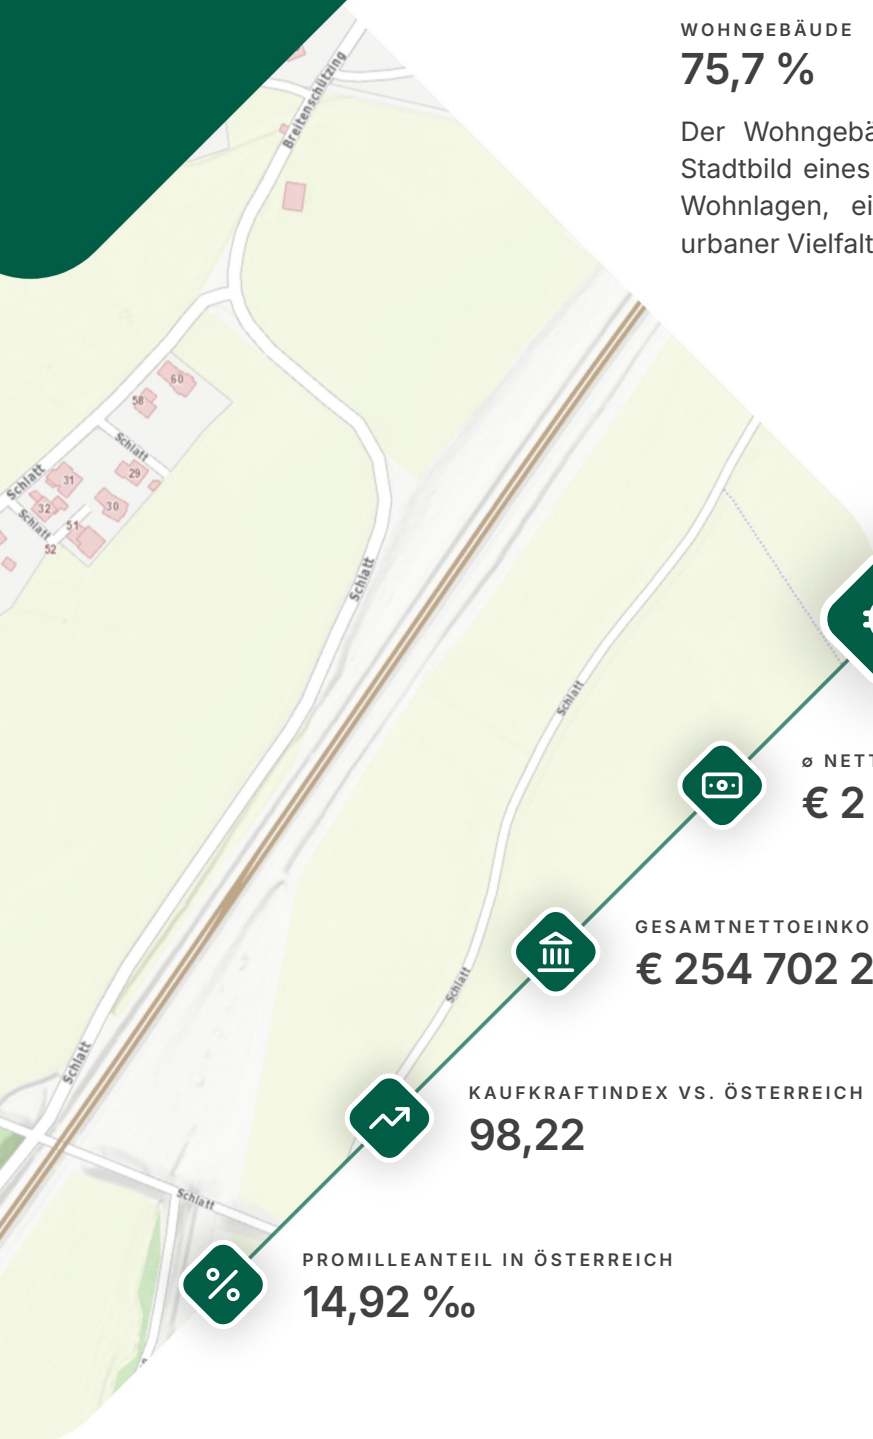 WOHNGEBÄUDE
75,7 %
Der Wohngebä
Stadtbild eines
Wohnlagen, ei
urbaner Vielfalt
Breitenschützing
60
58
Schlatt
Schlatt
31
29
32
30
Schlatt
51
52
Schlatt
Schlatt
ø NETT
€ 2
GESAMTNETTOEINKO
€ 254 702 2
Schlatt
Schlatt
KAUFKRAFTINDEX VS. ÖSTERREICH
98,22
Schlatt
PROMILLEANTEIL IN ÖSTERREICH
14,92 ‰